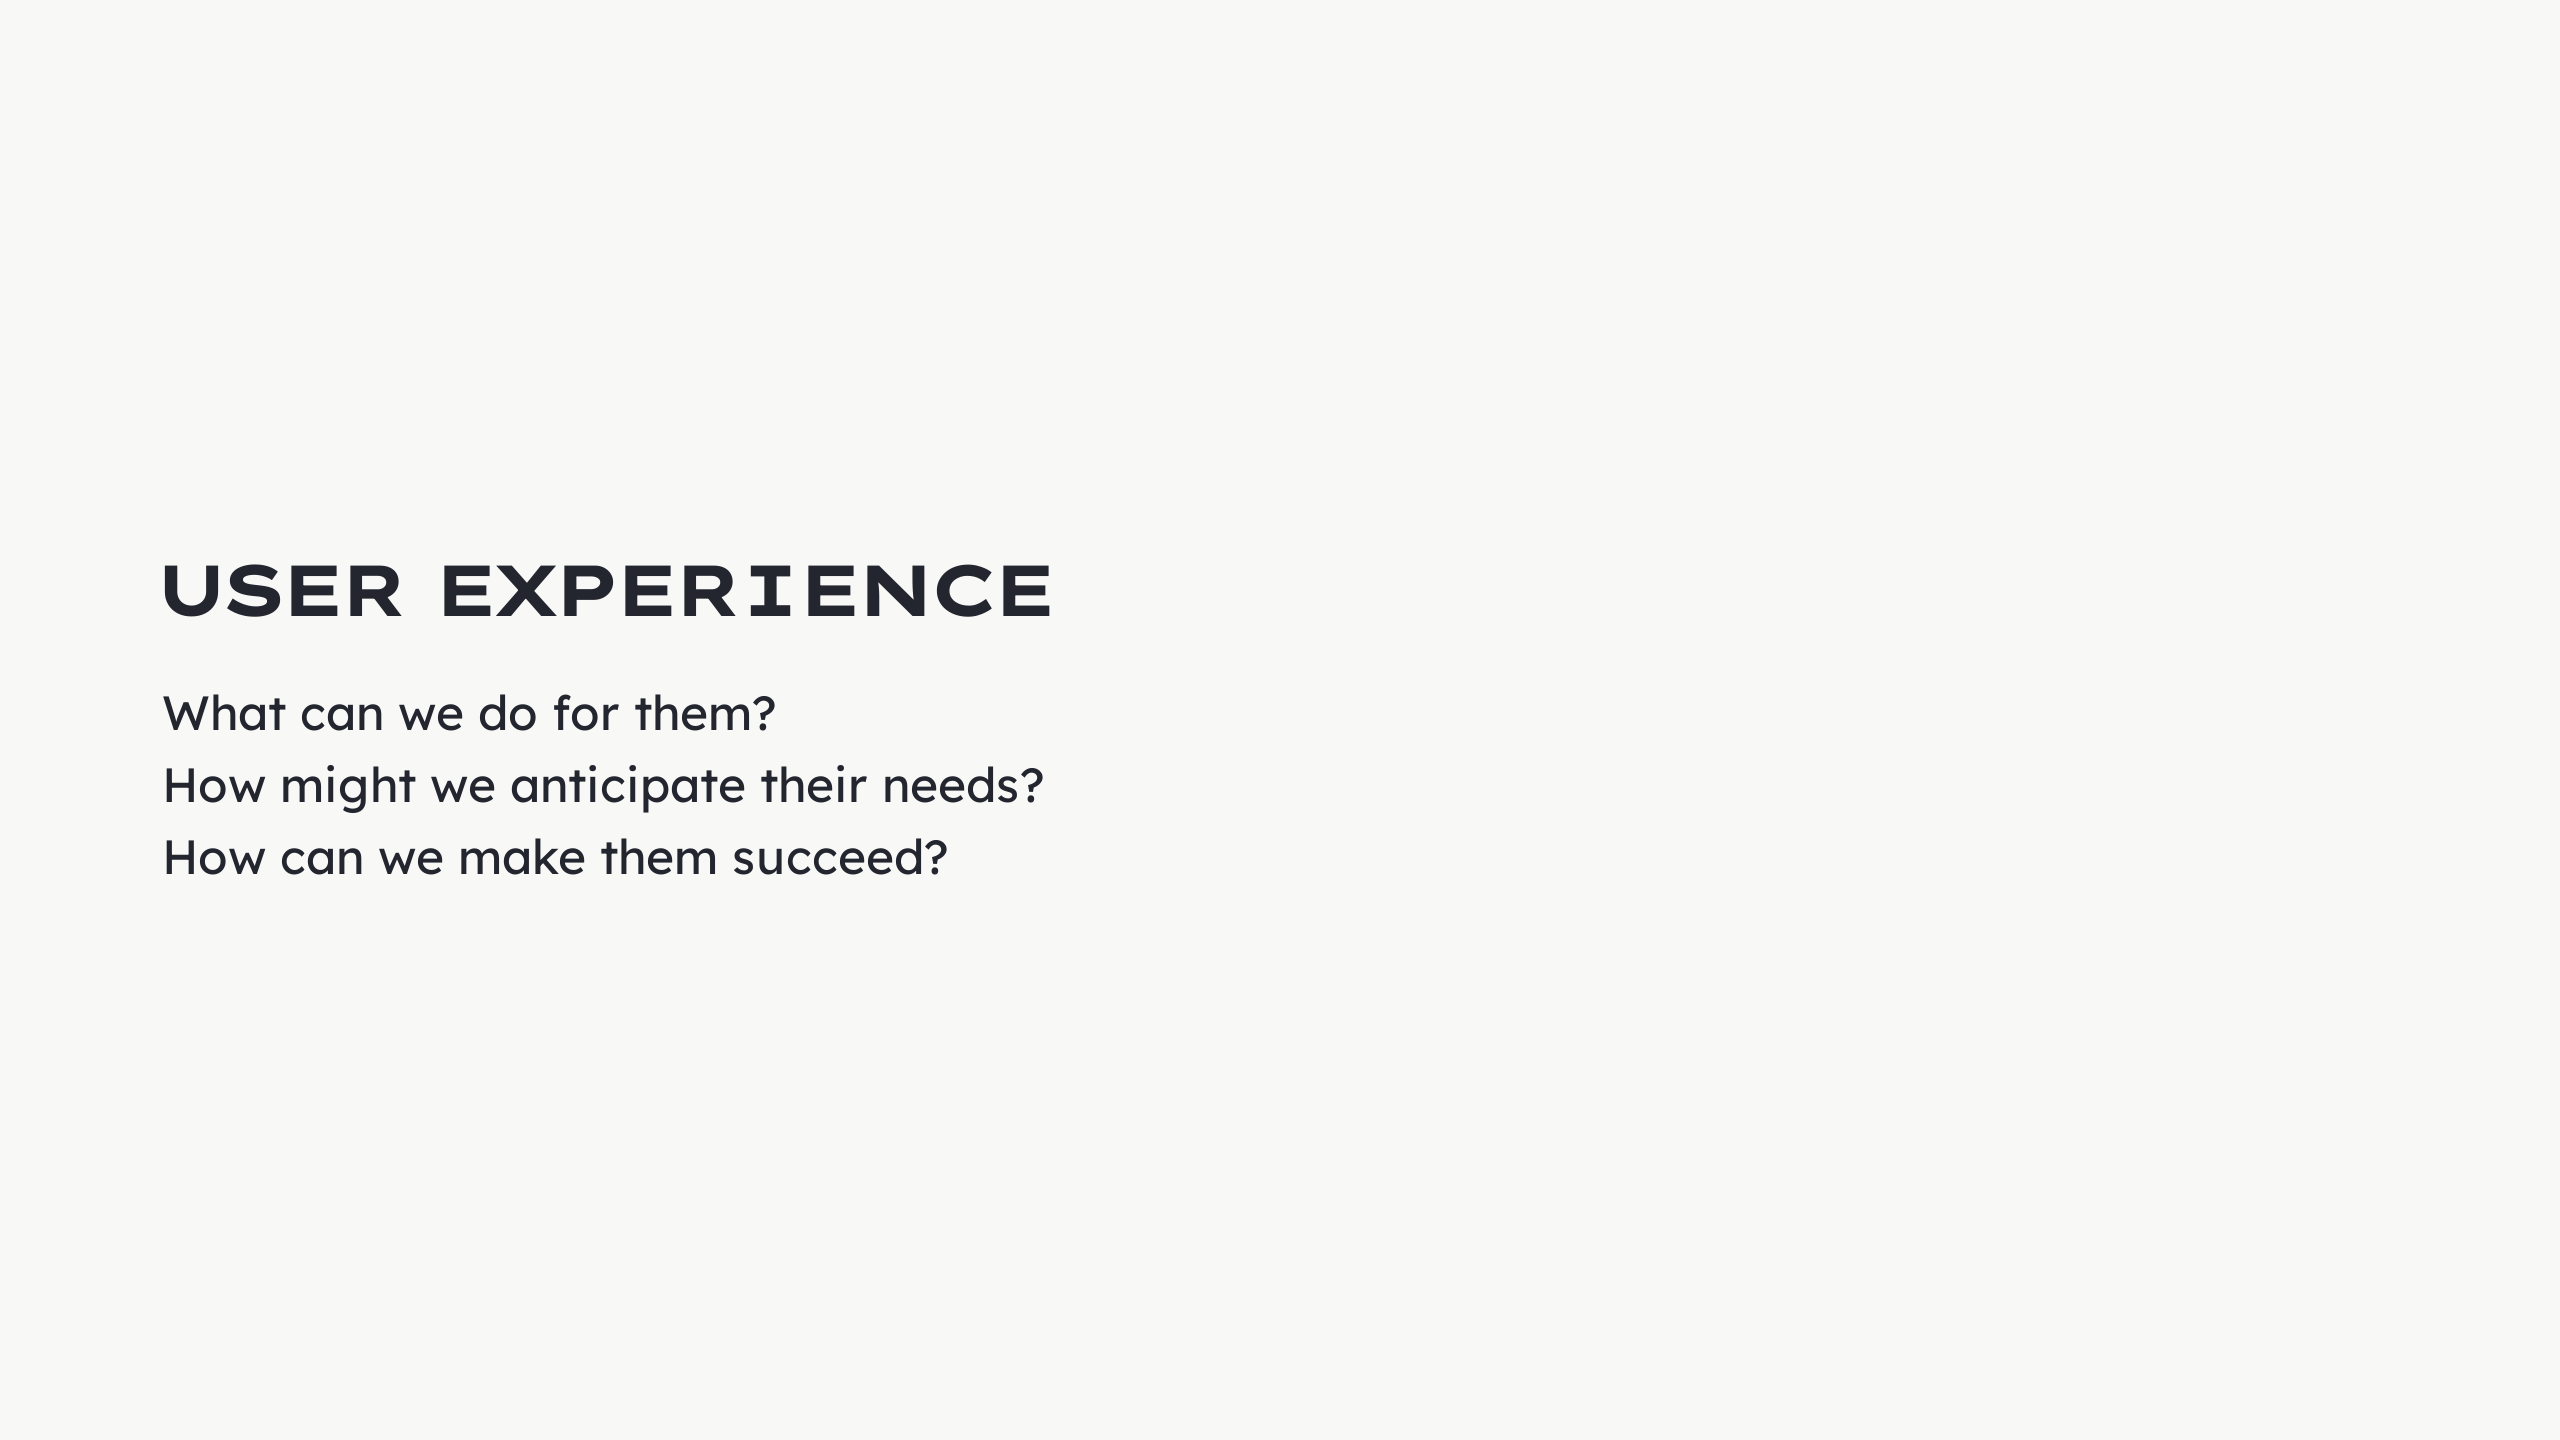 USER EXPERIENCE
What can we do for them?
How might we anticipate their needs?
How can we make them succeed?